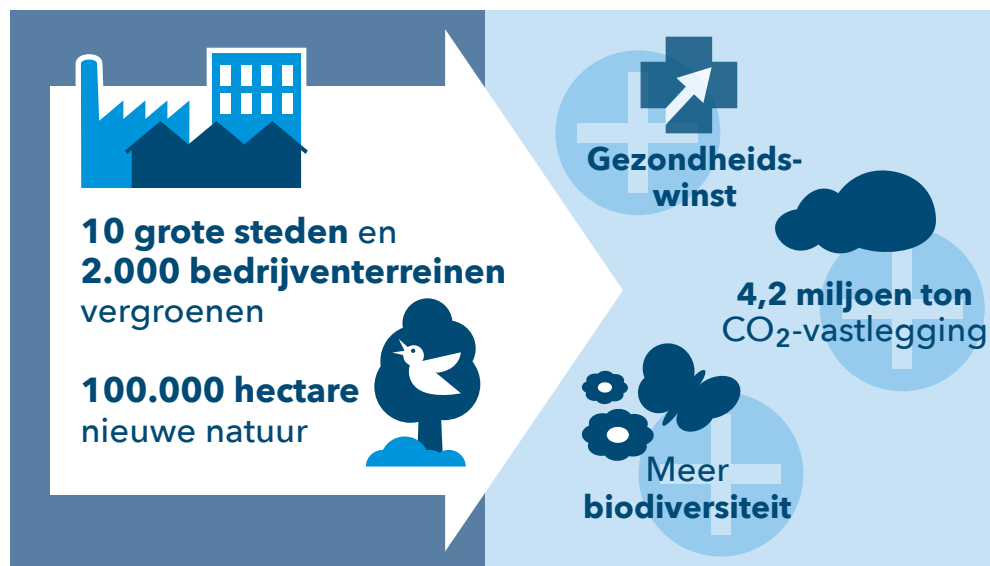 10 grote steden en
2.000 bedrijventerreinen
vergroenen
100.000 hectare
nieuwe natuur
Gezondheids-
winst
4,2 miljoen ton
CO₂-vastlegging
Meer
biodiversiteit